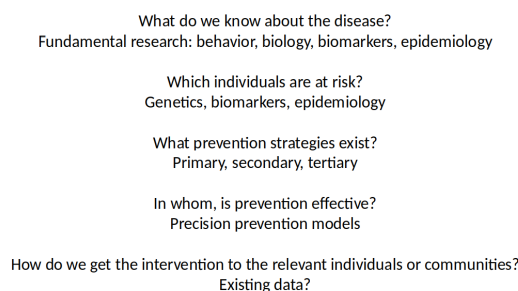 What do we know about the disease?
Fundamental research: behavior, biology, biomarkers, epidemiology
Which individuals are at risk?
Genetics, biomarkers, epidemiology
What prevention strategies exist?
Primary, secondary, tertiary
In whom, is prevention effective?
Precision prevention models
How do we get the intervention to the relevant individuals or communities?
Existing data?